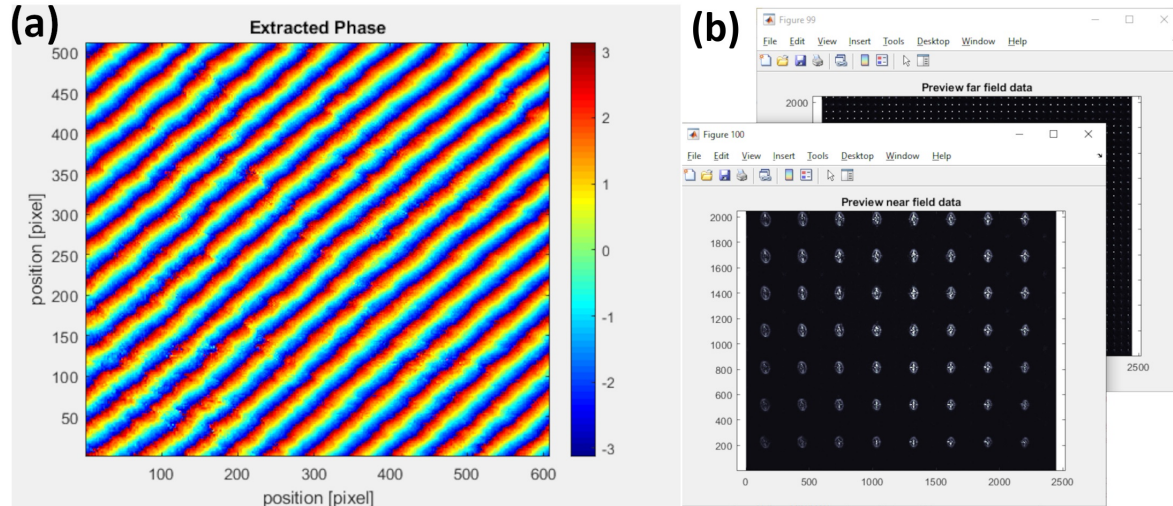 (a)
Extracted Phase
500
450
400
350
300
250
200
150
100
50
position [pixel]
100 200 300 400 500 600
position [pixel]
3
2
1
0
-1
-2
-3
(b)
Figure 99
File Edit View Insert Tools Desktop Window Help
Preview far field data
2000
2500
Figure 100
File Edit View Insert Tools Desktop Window Help
Preview near field data
2000
1800
1600
1400
1200
1000
800
600
400
200
0 500 1000 1500 2000 2500